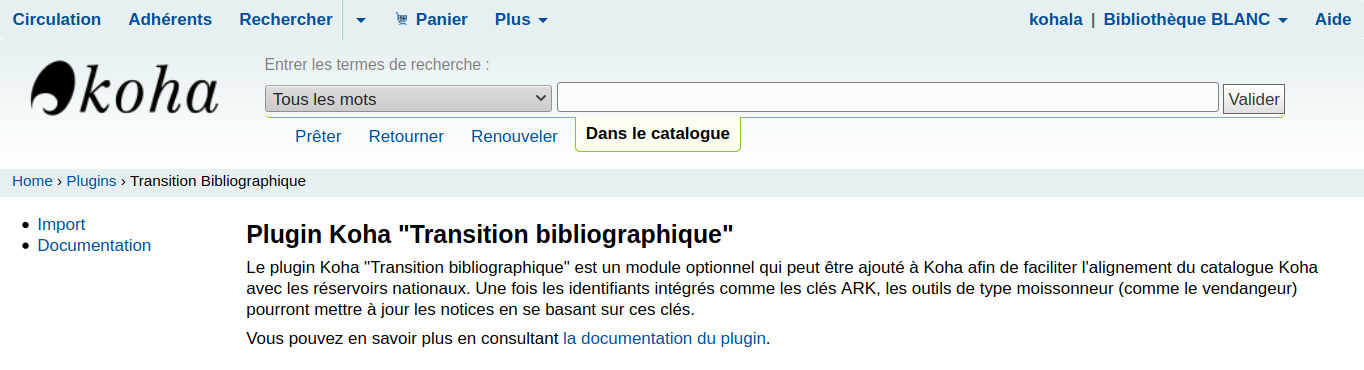 Circulation Adhérents Rechercher Panier Plus kohala | Bibliothèque BLANC Aide
koha
Entrer les termes de recherche :
Tous les mots Valider
Prêter Retourner Renouveler Dans le catalogue
Home › Plugins › Transition Bibliographique
Import
Documentation
Plugin Koha "Transition bibliographique"
Le plugin Koha "Transition bibliographique" est un module optionnel qui peut être ajouté à Koha afin de faciliter l'alignement du catalogue Koha
avec les réservoirs nationaux. Une fois les identifiants intégrés comme les clés ARK, les outils de type moissonneur (comme le vendangeur)
pourront mettre à jour les notices en se basant sur ces clés.
Vous pouvez en savoir plus en consultant la documentation du plugin.